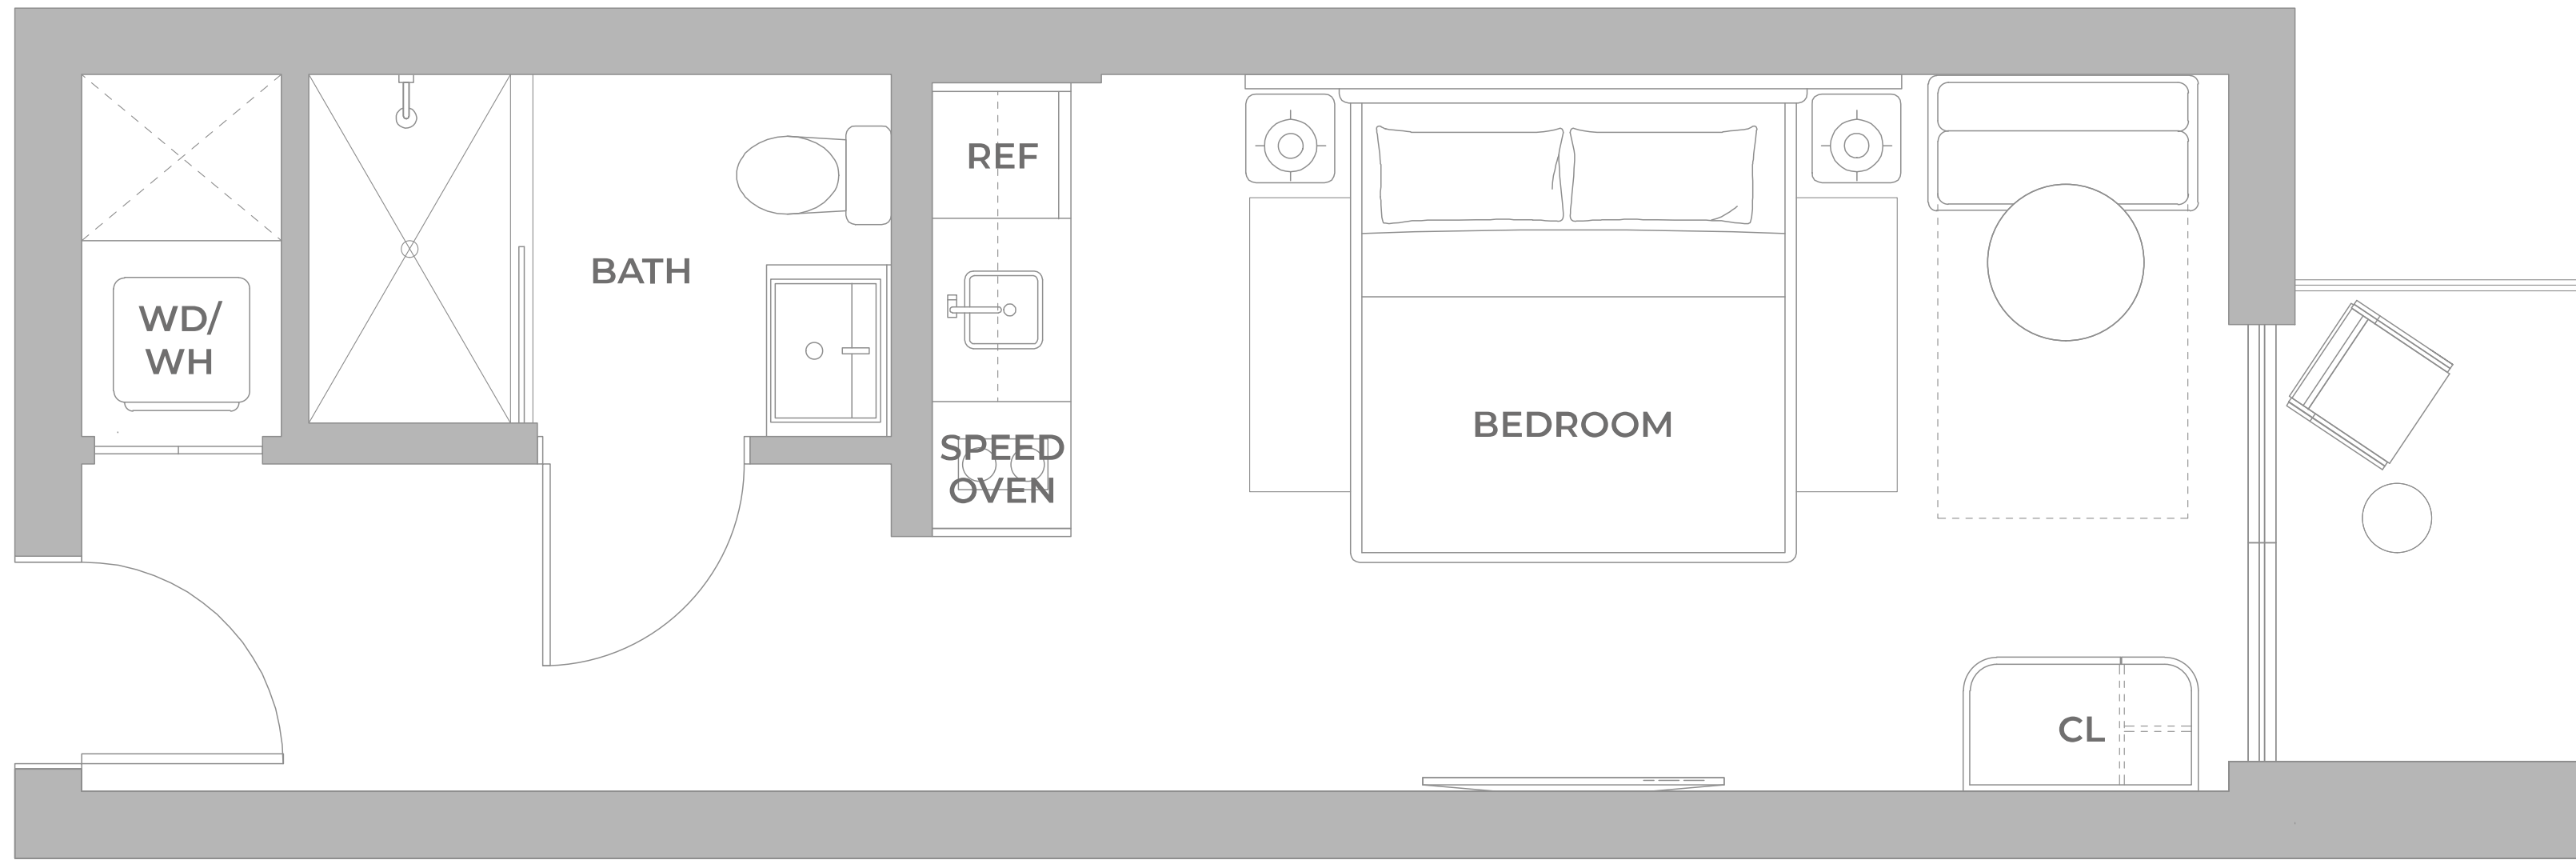 WD/
WH
BATH
REF
SPEED
OVEN
BEDROOM
CL